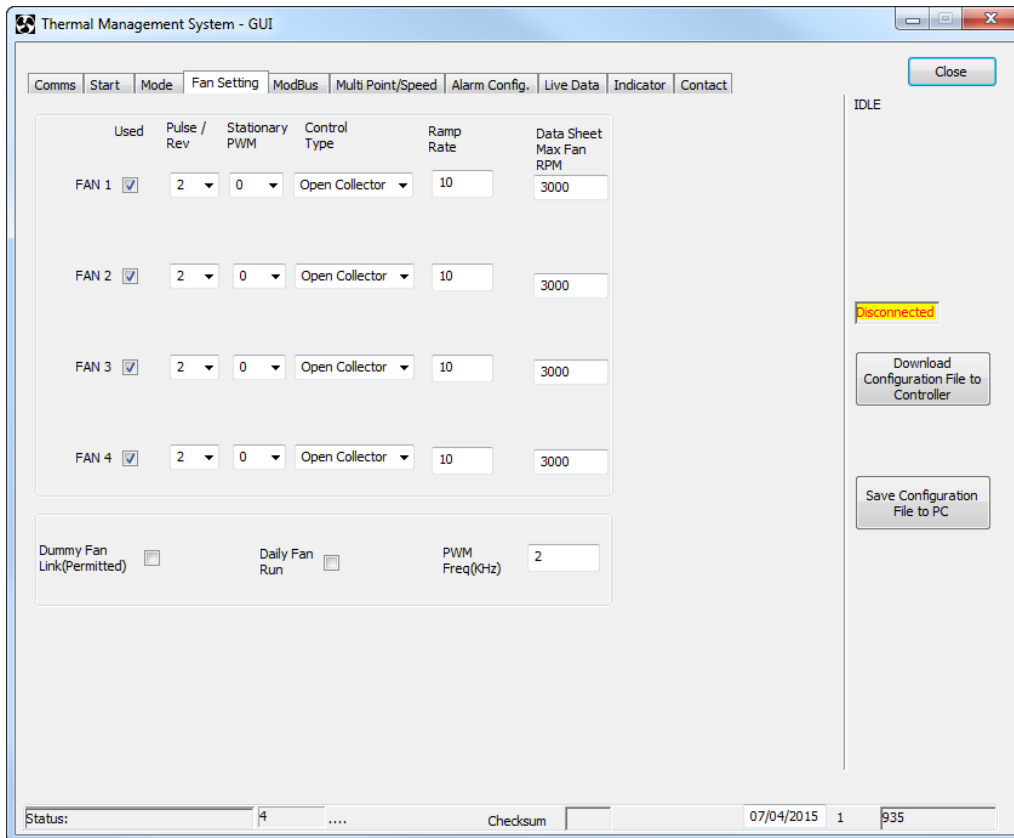 Thermal Management System - GUI
Close
Comms Start Mode Fan Setting ModBus Multi Point/Speed Alarm Config. Live Data Indicator Contact
IDLE
Used Pulse / Stationary Control Ramp Data Sheet
Rev PWM Type Rate Max Fan
RPM
FAN 1 2 0 Open Collector 10 3000
FAN 2 2 0 Open Collector 10 3000
Disconnected
FAN 3 2 0 Open Collector 10 3000
Download
Configuration File to
Controller
FAN 4 2 0 Open Collector 10 3000
Save Configuration
File to PC
Dummy Fan Daily Fan PWM 2
Link(Permitted) Run Freq(KHz)
Status: 4 .... Checksum 07/04/2015 1 935